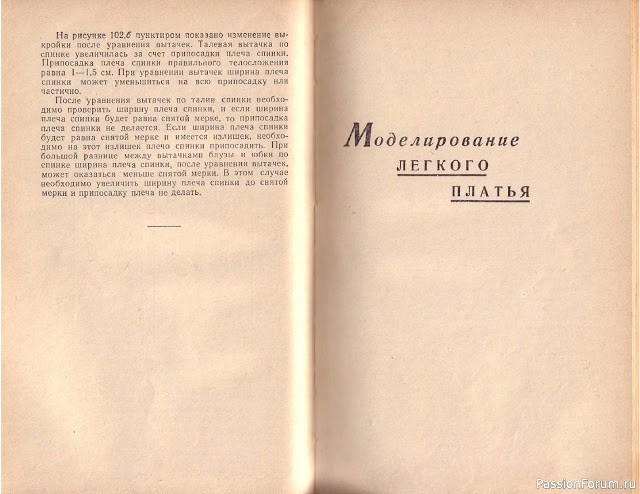 На рисунке 102,б пунктиром показано изменение вы-
кройки после уравнения вытачек. Талевая вытачка по
спинке увеличилась за счет припосадки плеча спинки.
Припосадка плеча спинки правильного телосложения
равна 1—1,5 см. При уравнении вытачек ширина плеча
спинки может уменьшиться на всю припосадку или
частично.
После уравнения вытачек по талии спинки необхо-
димо проверить ширину плеча спинки, и если ширина
плеча спинки будет равна снятой мерке, то припосадка
плеча спинки не делается. Если ширина плеча спинки
будет равна снятой мерке и имеется излишек, необхо-
димо на этот излишек плечо спинки припосадить. При
большой разнице между вытачками блузы и юбки по
спинке ширина плеча спинки, после уравнения вытачек,
может оказаться меньше снятой мерки. В этом случае
необходимо увеличить ширину плеча спинки до снятой
мерки и припосадку плеча не делать.
Моделирование
ЛЕГКОГО
ПЛАТЬЯ
PassionForum.ru